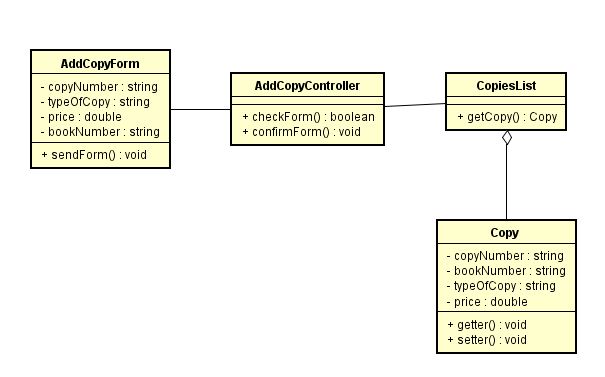 AddCopyForm
- copyNumber : string
- typeOfCopy : string
- price : double
- bookNumber : string
+ sendForm() : void
AddCopyController
+ checkForm() : boolean
+ confirmForm() : void
CopiesList
+ getCopy() : Copy
Copy
- copyNumber : string
- bookNumber : string
- typeOfCopy : string
- price : double
+ getter() : void
+ setter() : void